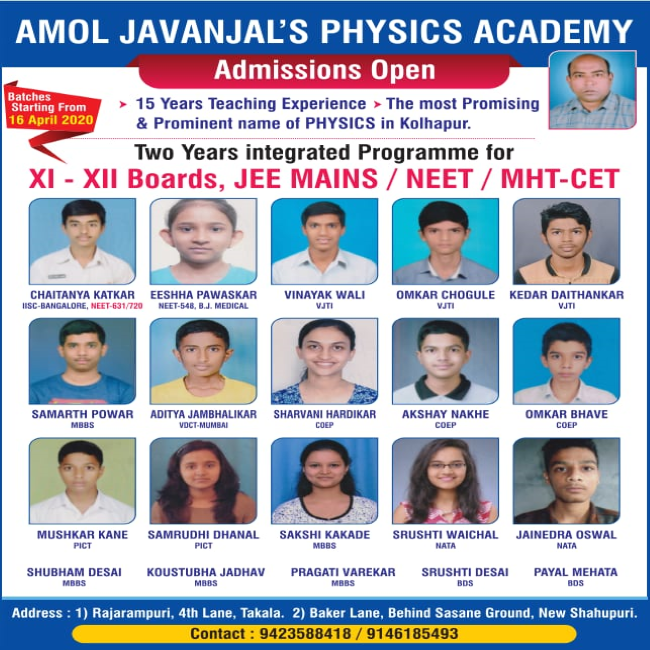 AMOL JAVANJAL'S PHYSICS ACADEMY
Admissions Open
Batches
Starting From
16 April 2020
➤ 15 Years Teaching Experience ➤ The most Promising
& Prominent name of PHYSICS in Kolhapur.
Two Years integrated Programme for
XI - XII Boards, JEE MAINS / NEET / MHT-CET
CHAITANYA KATKAR
IISC-BANGALORE, NEET-631/720
EESHHA PAWASKAR
NEET-548, B.J. MEDICAL
VINAYAK WALI
VJTI
OMKAR CHOGULE
VJTI
KEDAR DAITHANKAR
VJTI
SAMARTH POWAR
MBBS
ADITYA JAMBHALIKAR
VDCT-MUMBAI
SHARVANI HARDIKAR
COEP
AKSHAY NAKHE
COEP
OMKAR BHAVE
COEP
MUSHKAR KANE
PICT
SAMRUDHI DHANAL
PICT
SAKSHI KAKADE
MBBS
SRUSHTI WAICHAL
NATA
JAINEDRA OSWAL
NATA
SHUBHAM DESAI
MBBS
KOUSTUBHA JADHAV
MBBS
PRAGATI VAREKAR
MBBS
SRUSHTI DESAI
BDS
PAYAL MEHATA
BDS
Address : 1) Rajarampuri, 4th Lane, Takala. 2) Baker Lane, Behind Sasane Ground, New Shahupuri.
Contact : 9423588418 / 9146185493